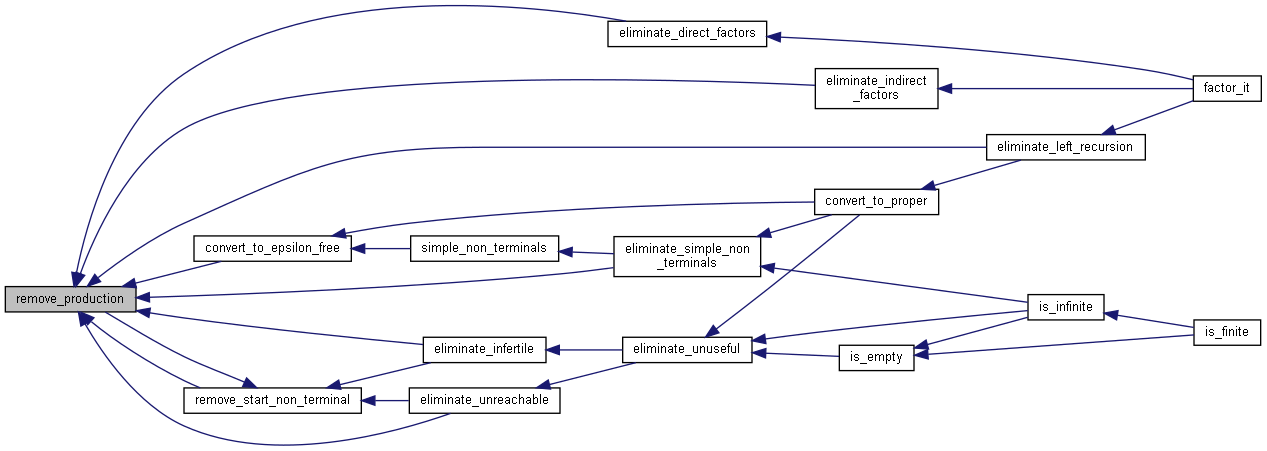 eliminate_direct_factors
eliminate_indirect
_factors
factor_it
eliminate_left_recursion
convert_to_proper
convert_to_epsilon_free
simple_non_terminals
eliminate_simple_non
_terminals
remove_production
is_infinite
is_finite
eliminate_infertile
eliminate_unuseful
is_empty
remove_start_non_terminal
eliminate_unreachable